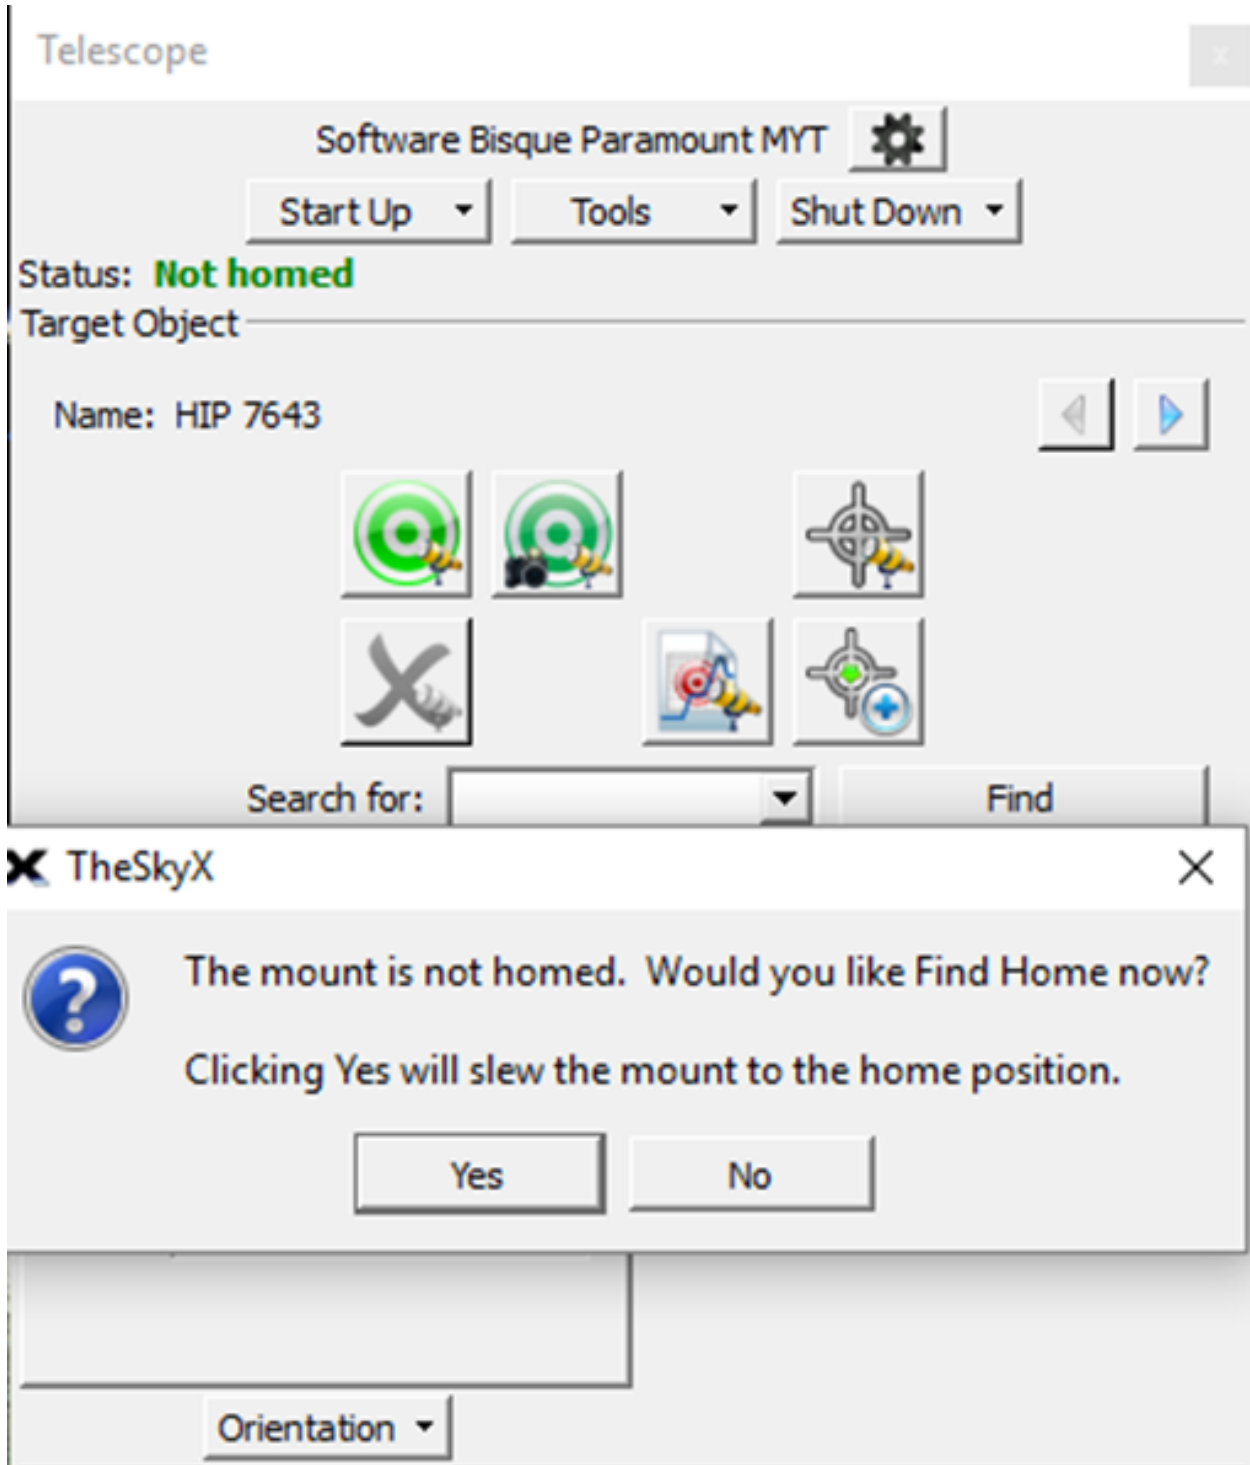 Telescope
Software Bisque Paramount MYT
Start Up Tools Shut Down
Status: Not homed
Target Object
Name: HIP 7643
Search for: Find
TheSkyX
The mount is not homed.  Would you like Find Home now?
Clicking Yes will slew the mount to the home position.
Yes No
Orientation